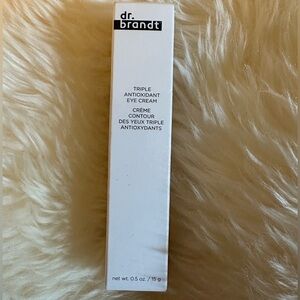 dr.
brandt
TRIPLE
ANTIOXIDANT
EYE CREAM
CRÈME
CONTOUR
DES YEUX TRIPLE
ANTIOXYDANTS
net wt. 0.5 oz. / 15 g